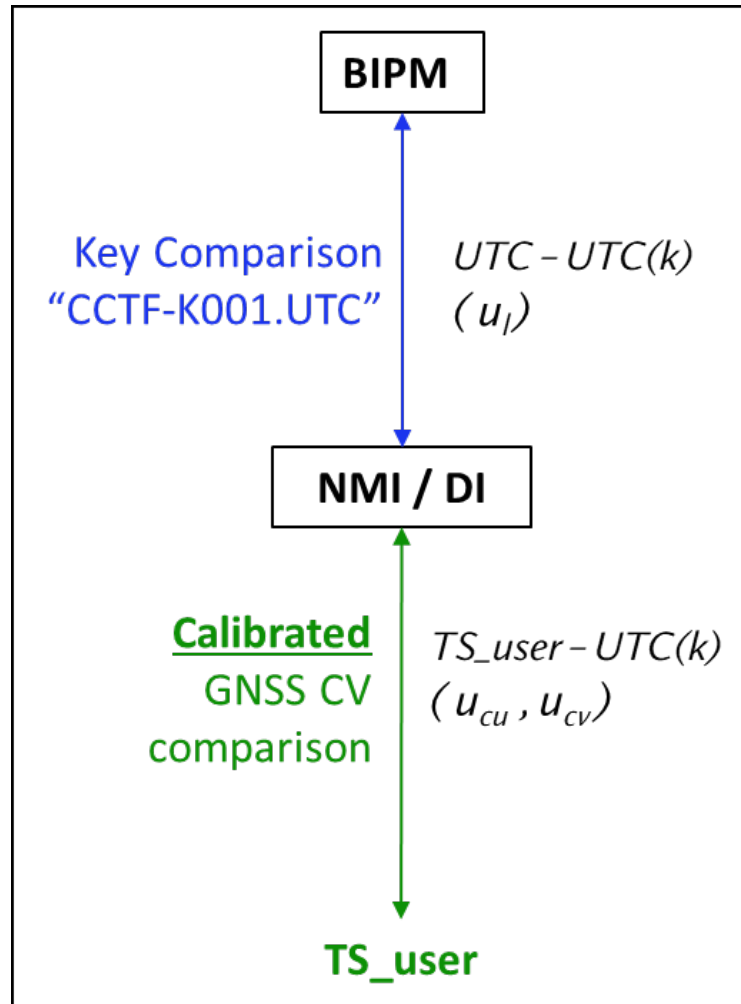 BIPM
Key Comparison
“CCTF-K001.UTC”
UTC – UTC(k)
( u_l)
NMI / DI
Calibrated
GNSS CV
comparison
TS_user – UTC(k)
( u_cu , u_cv)
TS_user